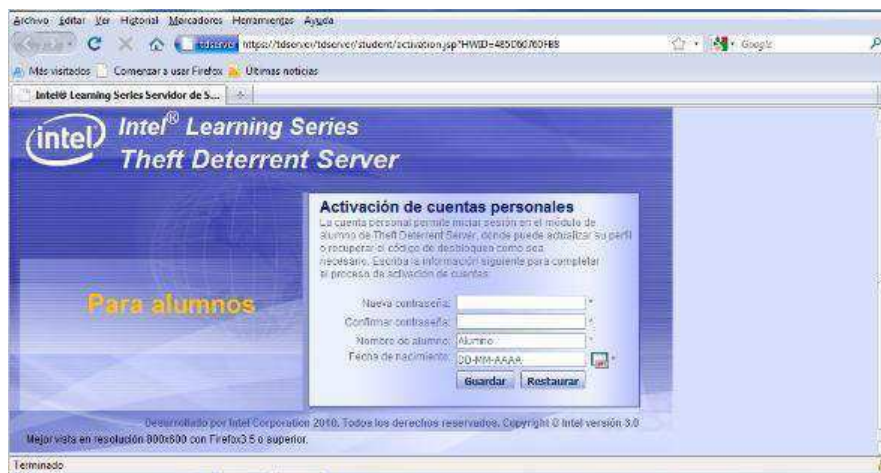 Archivo Editar Ver Historial Marcadores Herramientas Ayuda
tdserver https://tdserver/tdserver/student/activation.jsp?HWID=485D60760FB8
Google
Más visitados Comenzar a usar Firefox Últimas noticias
Intel® Learning Series Servidor de S...
intel
Intel® Learning Series
Theft Deterrent Server
Activación de cuentas personales
La cuenta personal permite iniciar sesión en el módulo de
alumno de Theft Deterrent Server, donde puede actualizar su perfil
o recuperar el código de desbloqueo como sea
necesario. Escriba la información siguiente para completar
el proceso de activación de cuentas.
Para alumnos
Nueva contraseña: *
Confirmar contraseña: *
Nombre de alumno: Alumno *
Fecha de nacimiento: DD-MM-AAAA *
Guardar Restaurar
Desarrollado por Intel Corporation 2010. Todos los derechos reservados. Copyright © Intel versión 3.0
Mejor vista en resolución 800x600 con Firefox3.5 o superior.
Terminado